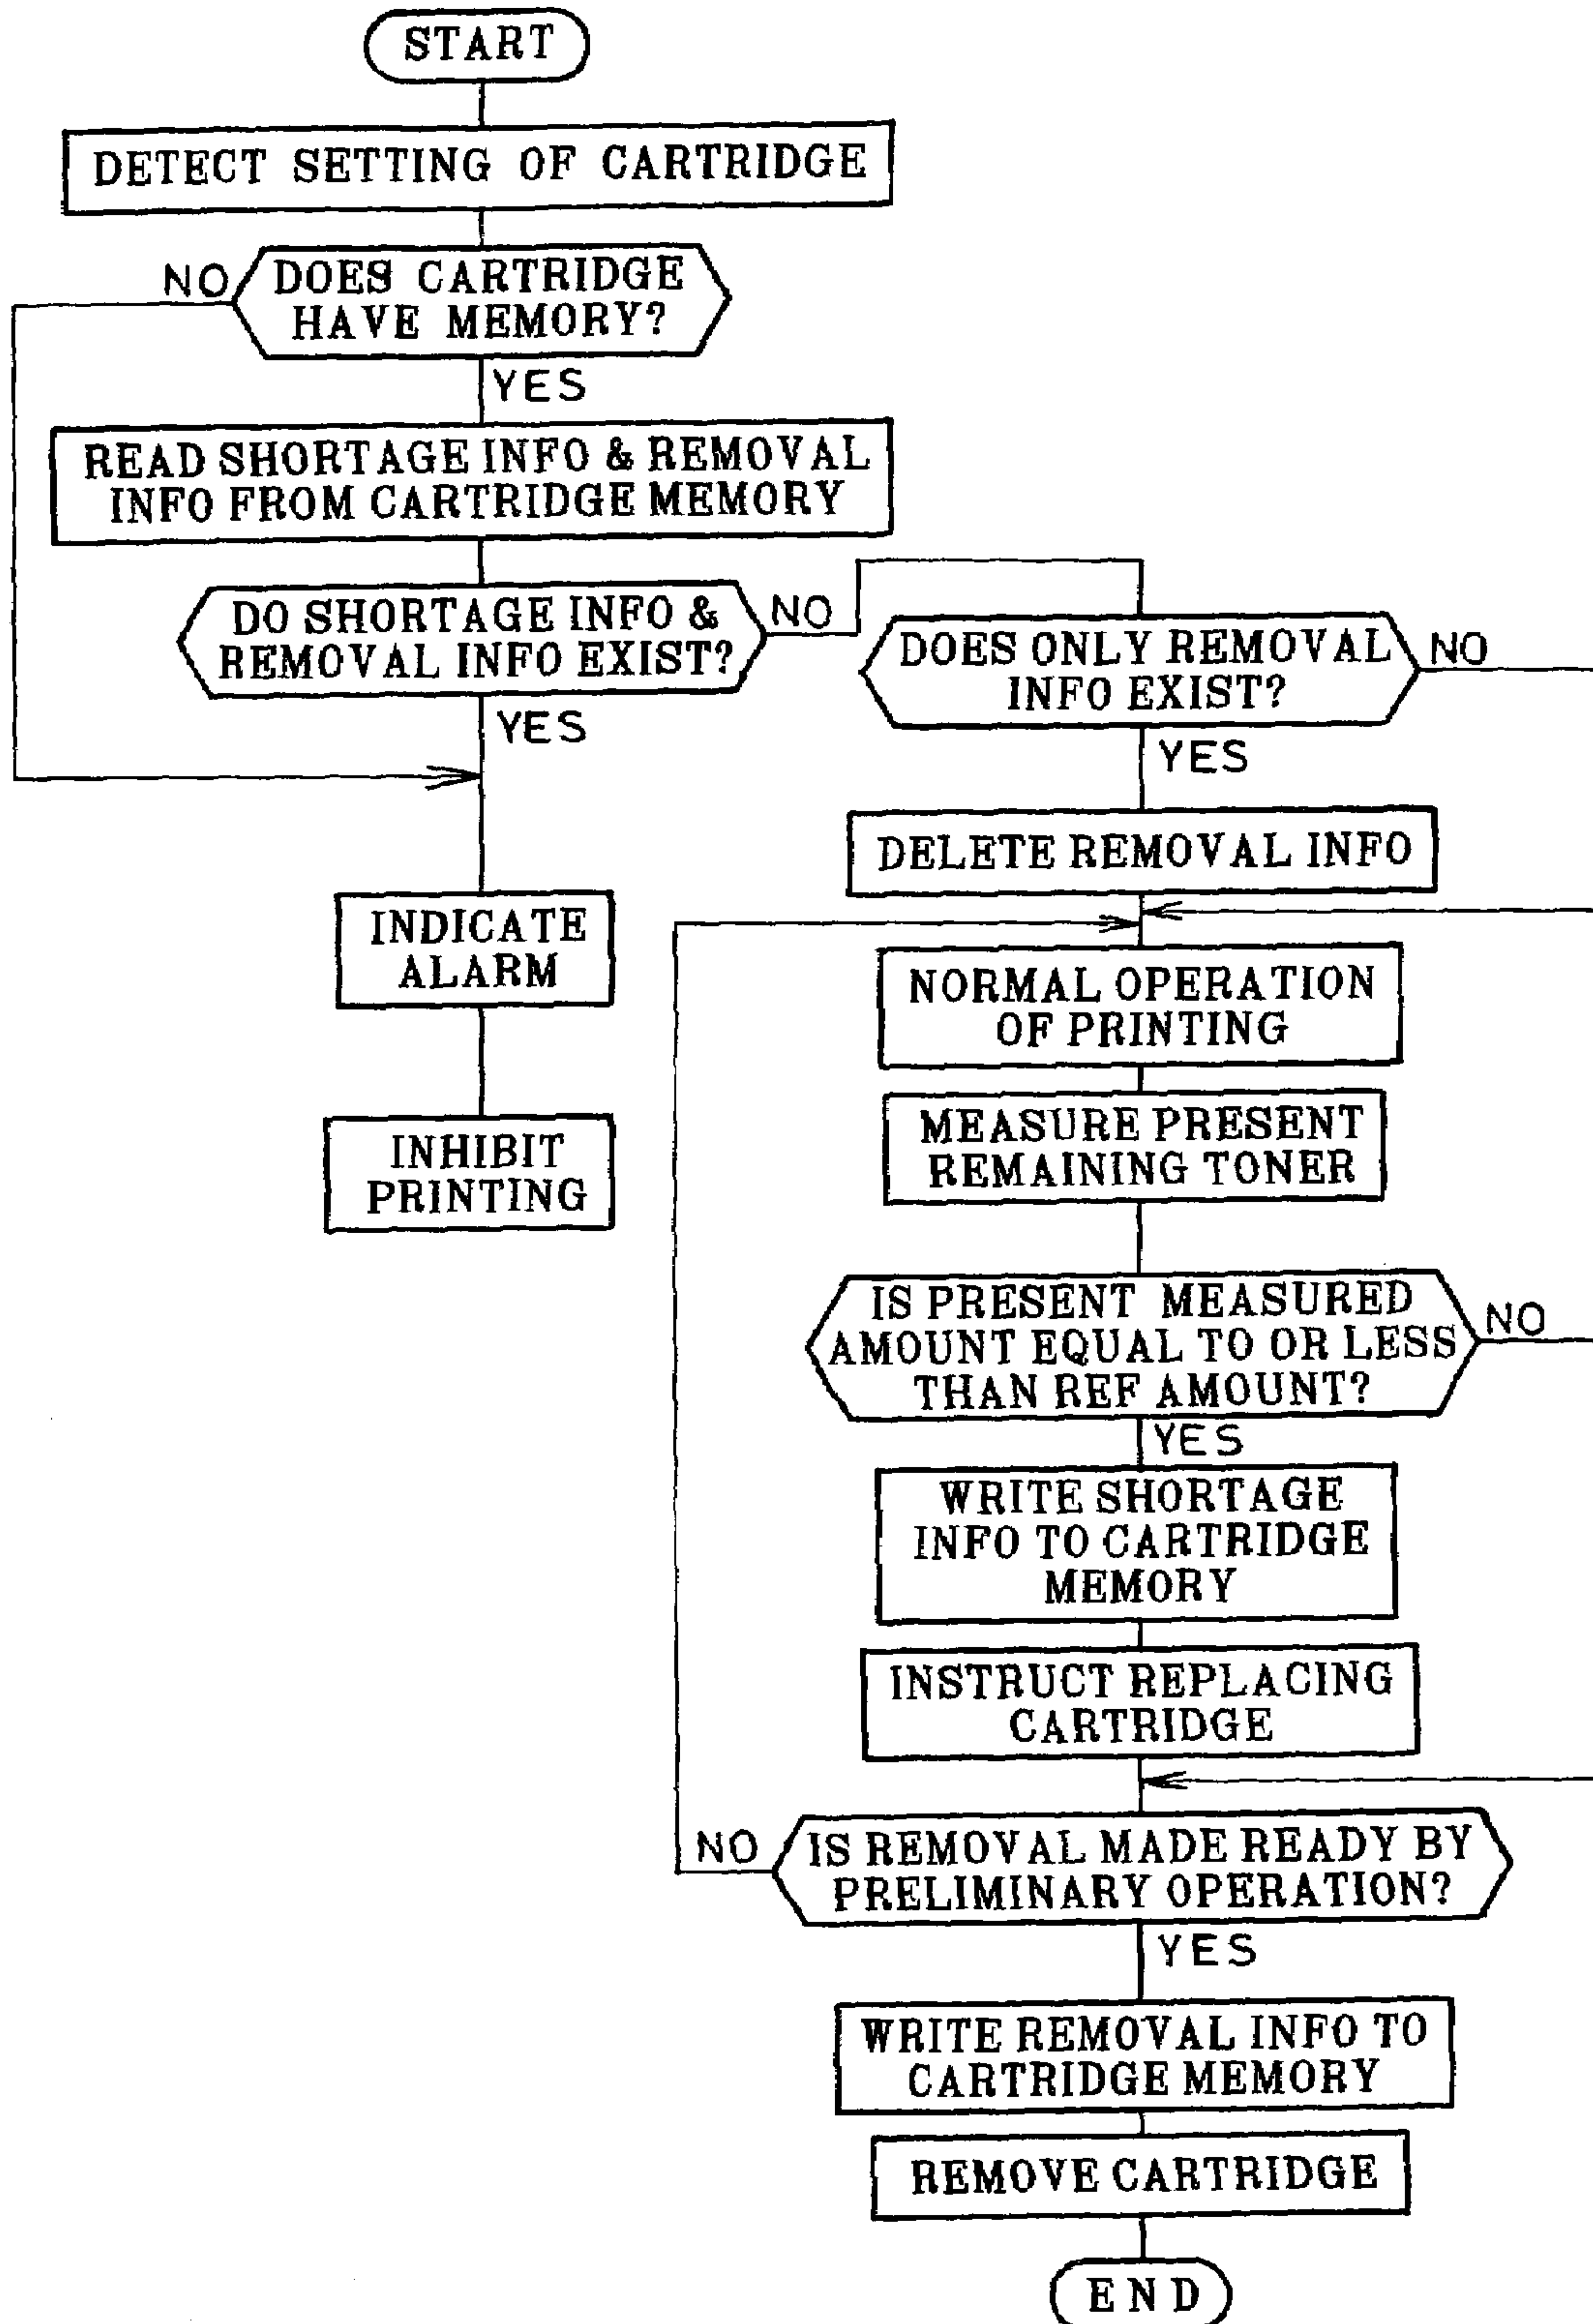 START
DETECT SETTING OF CARTRIDGE
NO
DOES CARTRIDGE
HAVE MEMORY?
YES
READ SHORTAGE INFO & REMOVAL
INFO FROM CARTRIDGE MEMORY
DO SHORTAGE INFO &
REMOVAL INFO EXIST?
NO
YES
INDICATE
ALARM
INHIBIT
PRINTING
DOES ONLY REMOVAL
INFO EXIST?
NO
YES
DELETE REMOVAL INFO
NORMAL OPERATION
OF PRINTING
MEASURE PRESENT
REMAINING TONER
IS PRESENT MEASURED
AMOUNT EQUAL TO OR LESS
THAN REF AMOUNT?
NO
YES
WRITE SHORTAGE
INFO TO CARTRIDGE
MEMORY
INSTRUCT REPLACING
CARTRIDGE
NO
IS REMOVAL MADE READY BY
PRELIMINARY OPERATION?
YES
WRITE REMOVAL INFO TO
CARTRIDGE MEMORY
REMOVE CARTRIDGE
END